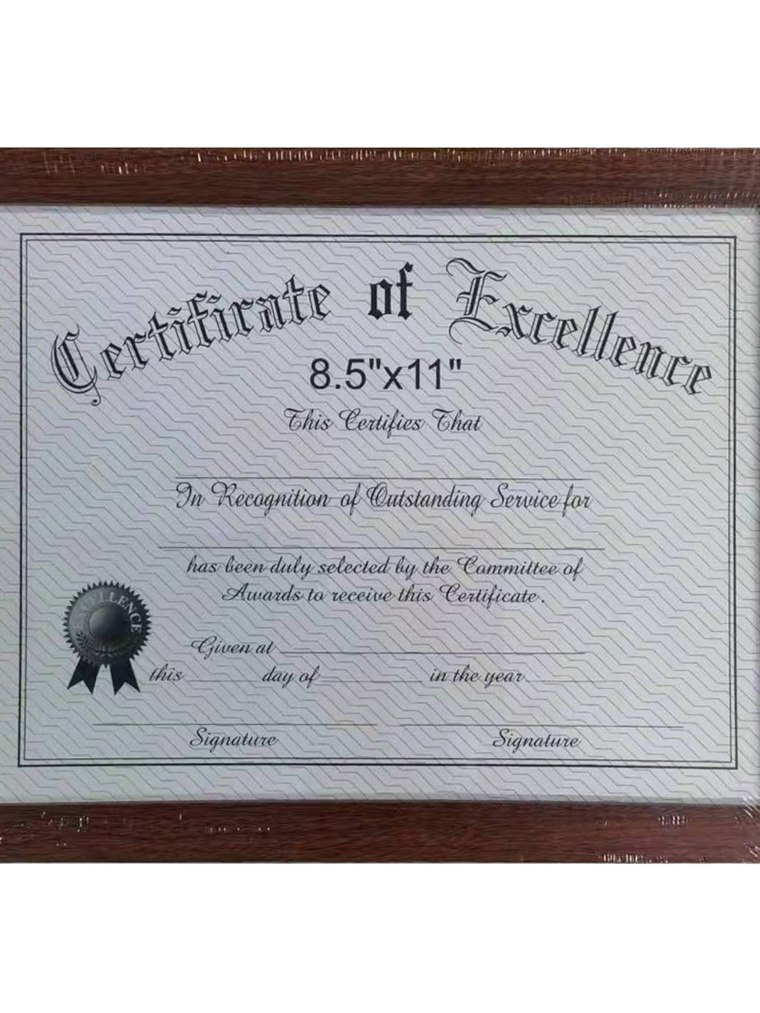 Certificate of Excellence
8.5"x11"
This Certifies That
In Recognition of Outstanding Service for
has been duly selected by the Committee of
Awards to receive this Certificate.
EXCELLENCE
Given at
this day of in the year
Signature Signature